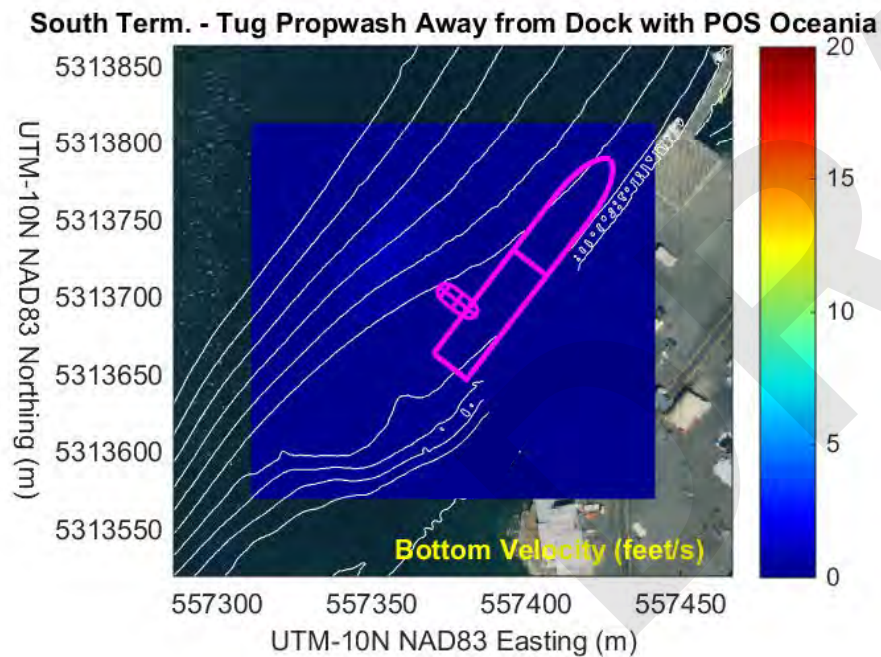 South Term. - Tug Propwash Away from Dock with POS Oceania
UTM-10N NAD83 Northing (m)
5313850
5313800
5313750
5313700
5313650
5313600
5313550
Bottom Velocity (feet/s)
20
15
10
5
0
557300 557350 557400 557450
UTM-10N NAD83 Easting (m)